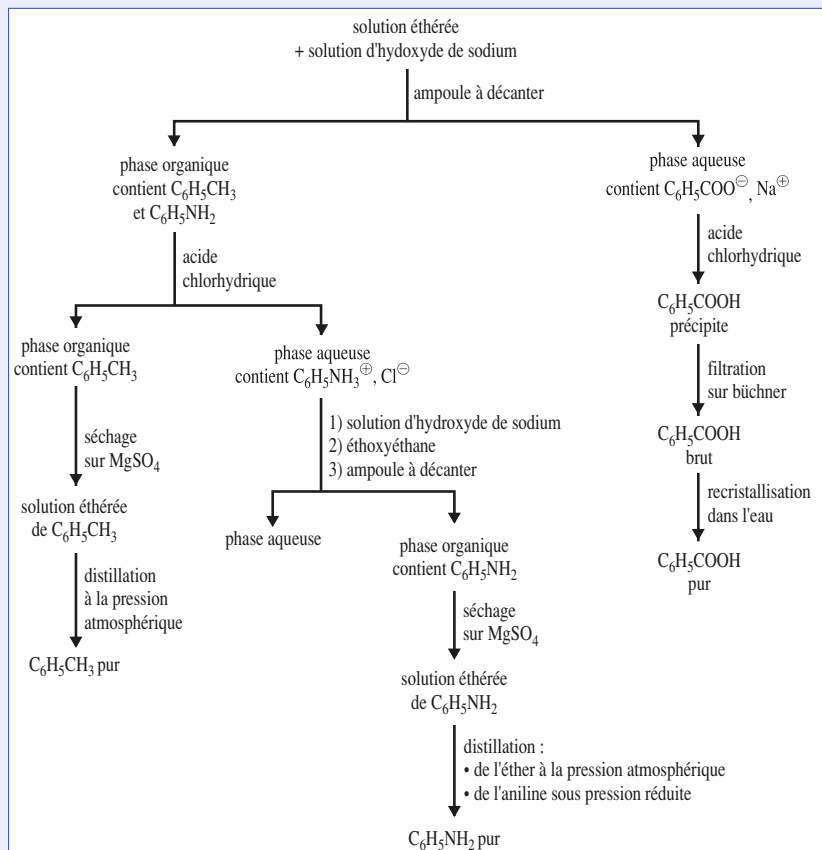 solution éthérée
+ solution d'hydoxyde de sodium
ampoule à décanter
phase organique
contient C₆H₅CH₃
et C₆H₅NH₂
phase aqueuse
contient C₆H₅COO⊖, Na⊕
acide
chlorhydrique
acide
chlorhydrique
phase organique
contient C₆H₅CH₃
phase aqueuse
contient C₆H₅NH₃⊕, Cl⊖
C₆H₅COOH
précipite
séchage
sur MgSO₄
1) solution d'hydroxyde de sodium
2) éthoxyéthane
3) ampoule à décanter
filtration
sur büchner
C₆H₅COOH
brut
solution éthérée
de C₆H₅CH₃
phase aqueuse
phase organique
contient C₆H₅NH₂
recristallisation
dans l'eau
C₆H₅COOH
pur
distillation
à la pression
atmosphérique
séchage
sur MgSO₄
C₆H₅CH₃ pur
solution éthérée
de C₆H₅NH₂
distillation :
• de l'éther à la pression atmosphérique
• de l'aniline sous pression réduite
C₆H₅NH₂ pur